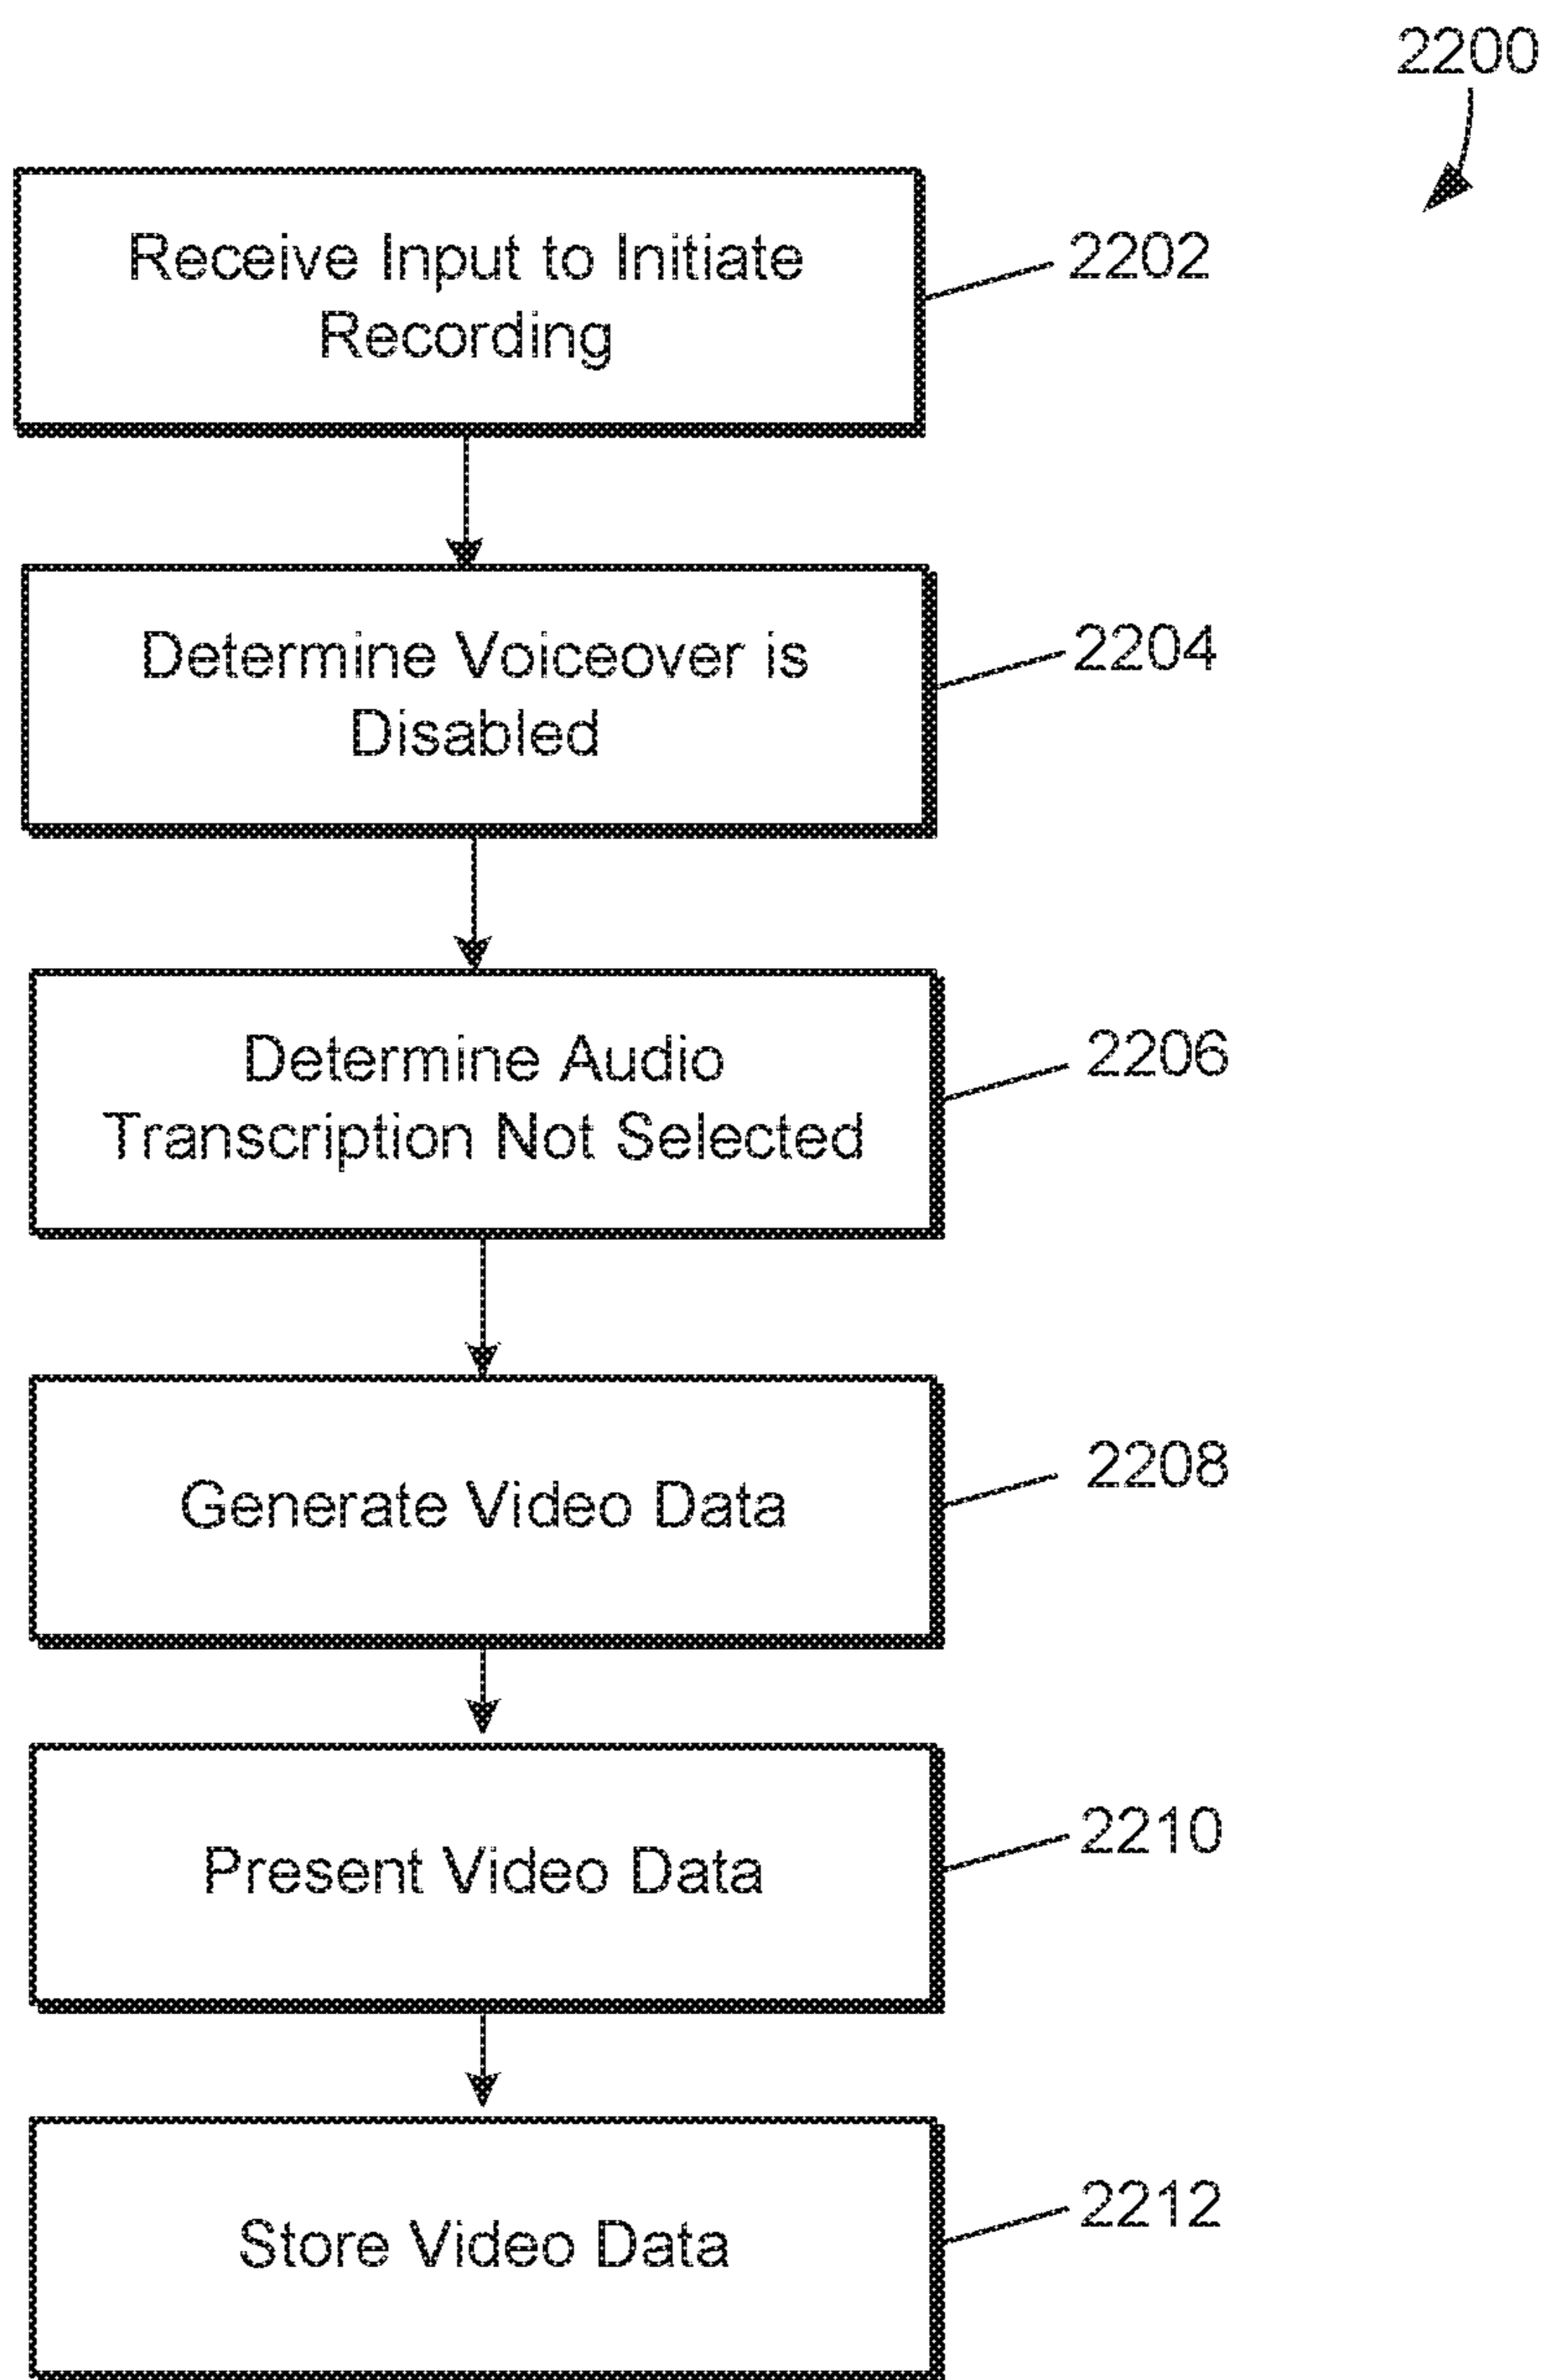 2200
Receive Input to Initiate
Recording
2202
Determine Voiceover is
Disabled
2204
Determine Audio
Transcription Not Selected
2206
Generate Video Data
2208
Present Video Data
2210
Store Video Data
2212